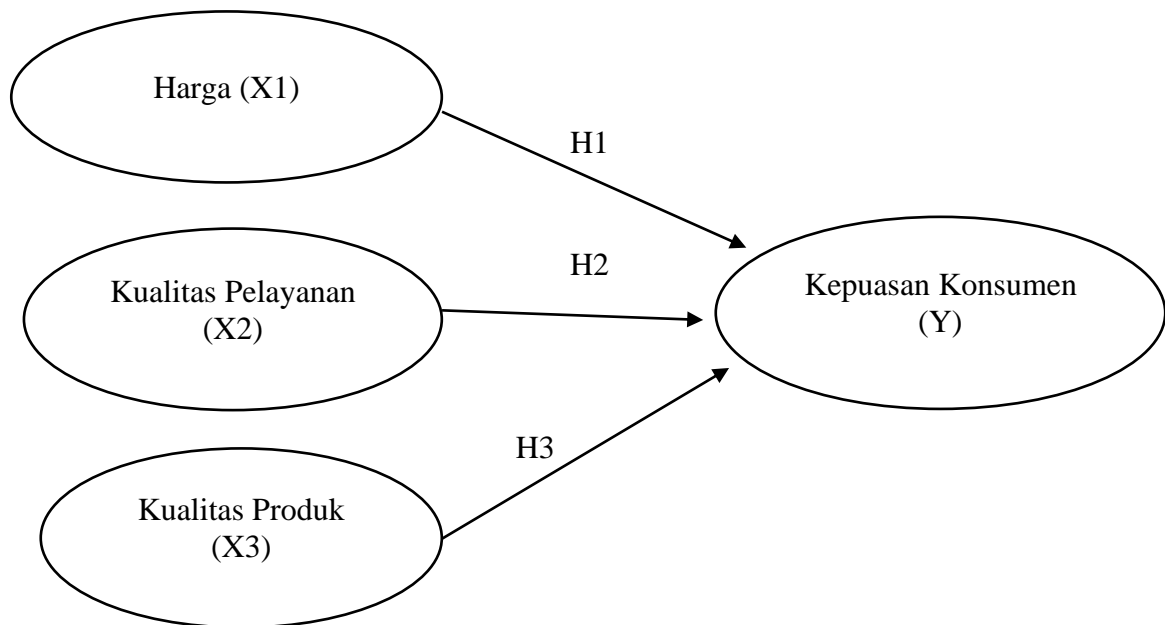 Harga (X1)
H1
Kualitas Pelayanan
(X2)
H2
Kepuasan Konsumen
(Y)
Kualitas Produk
(X3)
H3